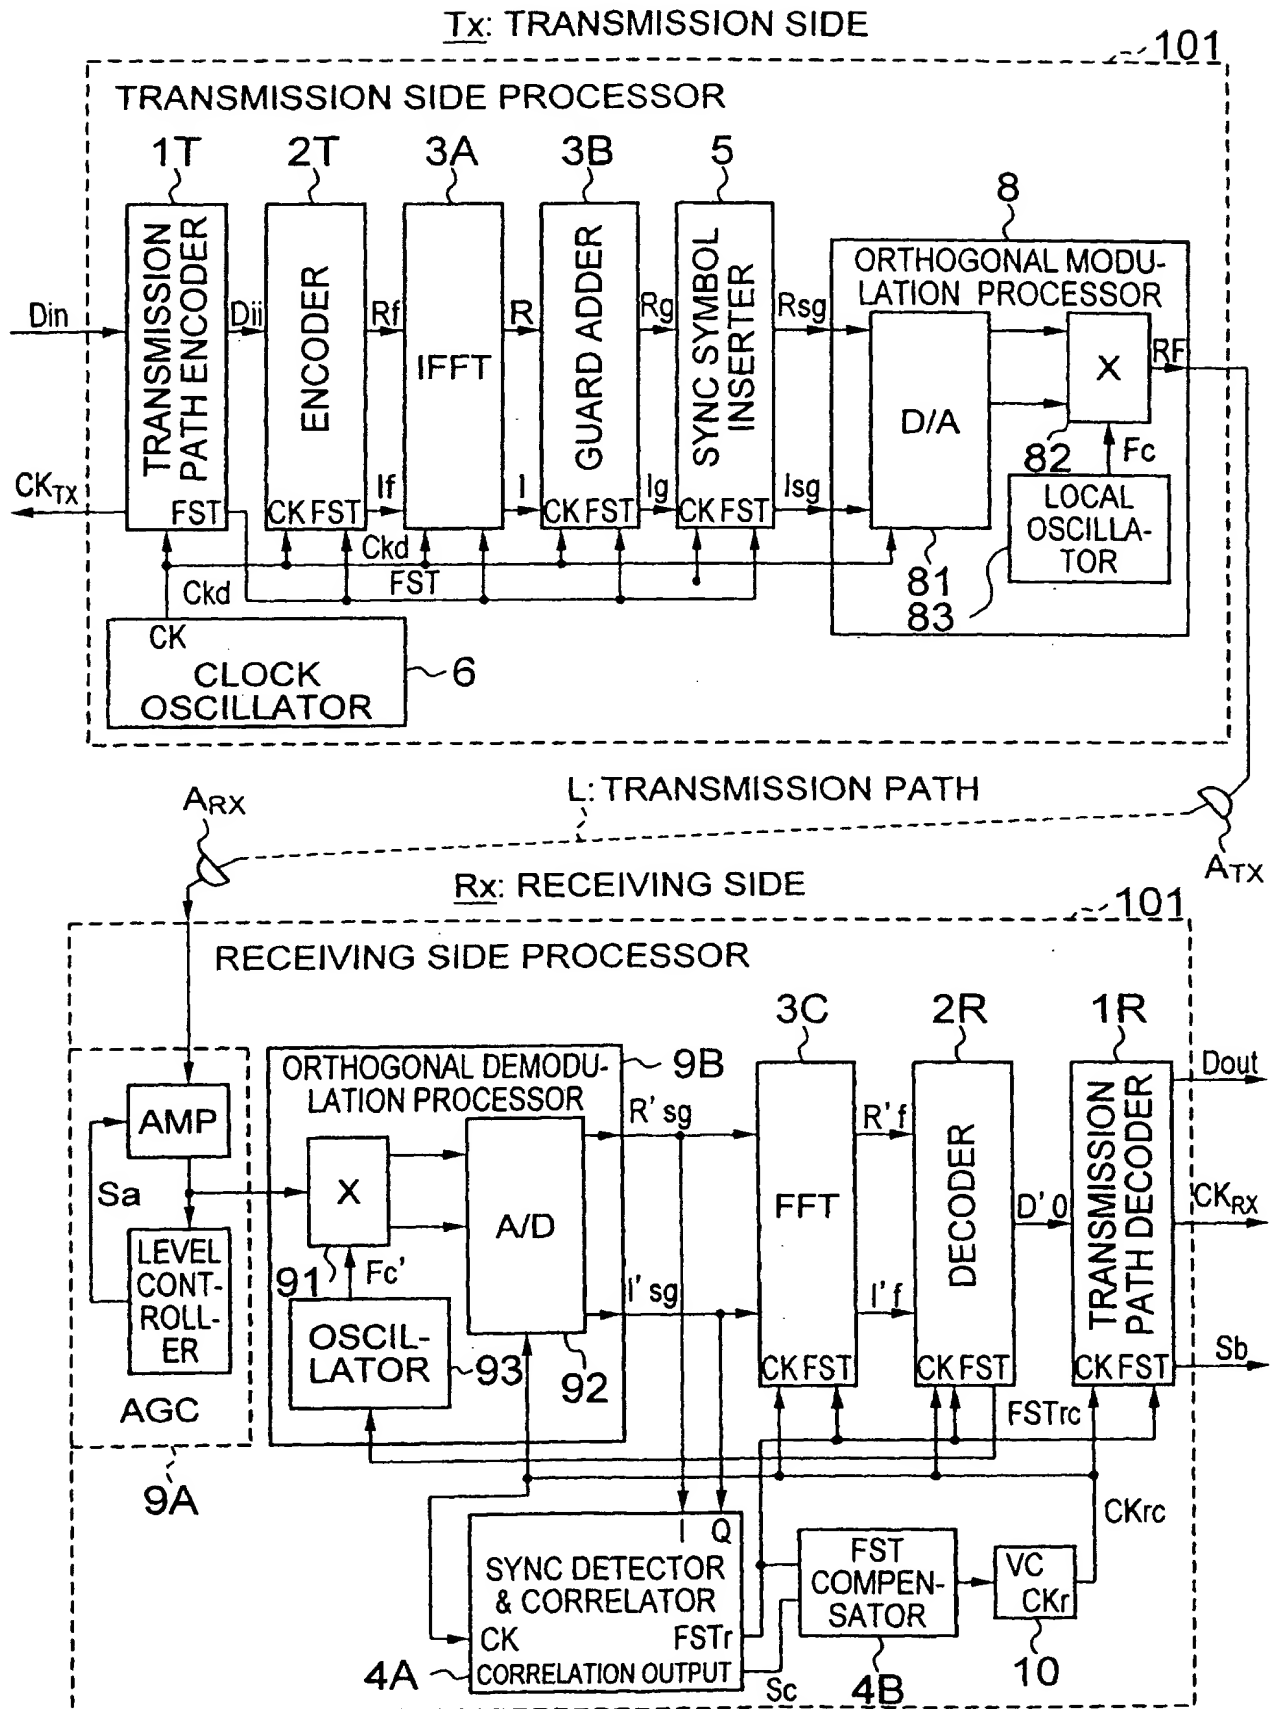 Tx: TRANSMISSION SIDE
101
TRANSMISSION SIDE PROCESSOR
1T
2T
3A
3B
5
8
TRANSMISSION
PATH ENCODER
FST
ENCODER
CK FST
IFFT
GUARD ADDER
CK FST
SYNC SYMBOL
INSERTER
CK FST
ORTHOGONAL MODU-
LATION PROCESSOR
D/A
X
82
Fc
LOCAL
OSCILLA-
TOR
81
83
Din
Dii
Rf
R
Rg
Rsg
RF
CKTX
If
I
Ig
Isg
Ckd
FST
Ckd
CK
CLOCK
OSCILLATOR
6
L: TRANSMISSION PATH
ARX
ATX
Rx: RECEIVING SIDE
101
RECEIVING SIDE PROCESSOR
3C
2R
1R
9B
ORTHOGONAL DEMODU-
LATION PROCESSOR
AMP
Sa
LEVEL
CONT-
ROLL-
ER
AGC
9A
X
91
Fc'
OSCIL-
LATOR
93
A/D
92
R' sg
I' sg
FFT
CK FST
R' f
I' f
DECODER
CK FST
D' 0
TRANSMISSION
PATH DECODER
CK FST
Dout
CKRX
Sb
FSTrc
CKrc
I
Q
SYNC DETECTOR
& CORRELATOR
CK
FSTr
CORRELATION OUTPUT
4A
Sc
FST
COMPEN-
SATOR
4B
VC
CKr
10